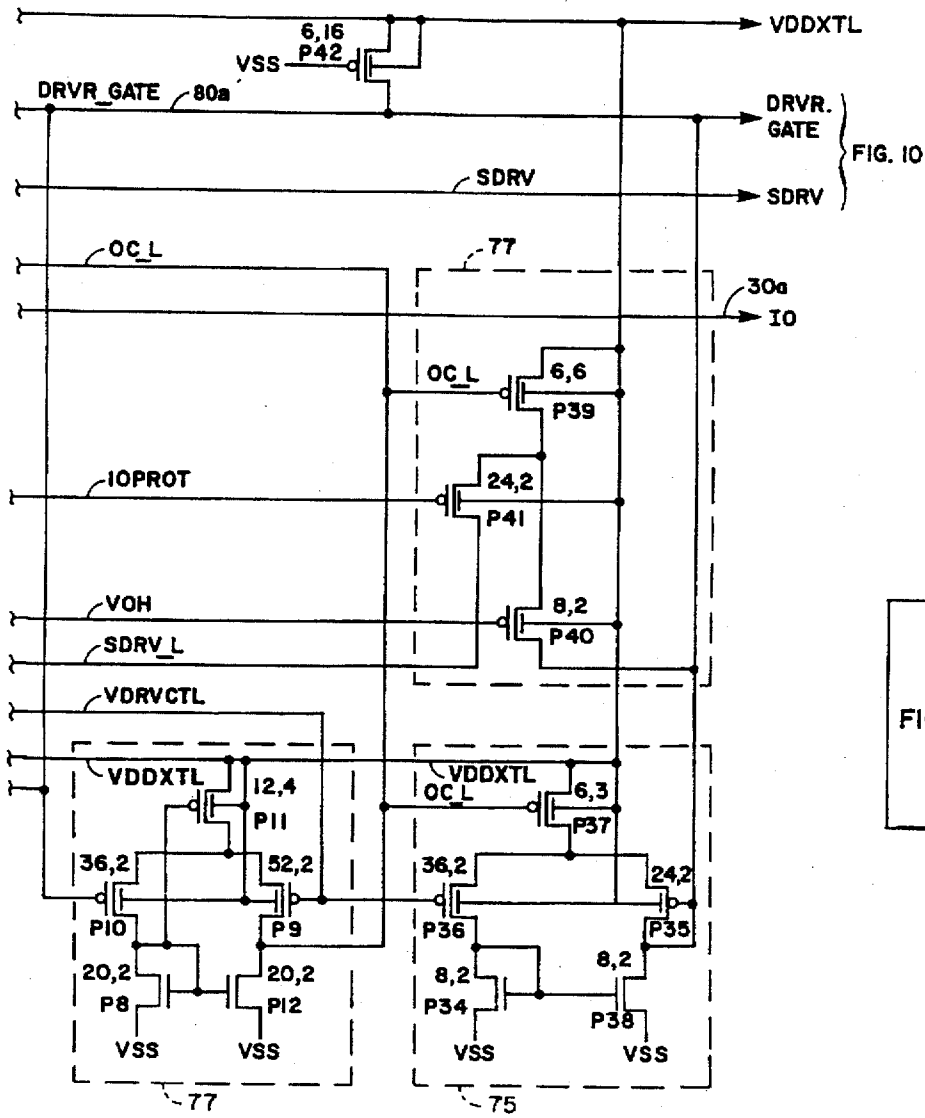 VDDXTL
6,16
P42
VSS
DRVR_GATE
80a
DRVR.
GATE
FIG. 10
SDRV
SDRV
OC_L
77
30a
IO
OC_L
6,6
P39
IOPROT
24,2
P41
VOH
8,2
P40
SDRV_L
VDRVCTL
VDDXTL
12,4
P11
VDDXTL
OC_L
6,3
P37
36,2
52,2
36,2
24,2
P10
P9
P36
P35
20,2
20,2
8,2
8,2
P8
P12
P34
P38
VSS
VSS
VSS
VSS
77
75